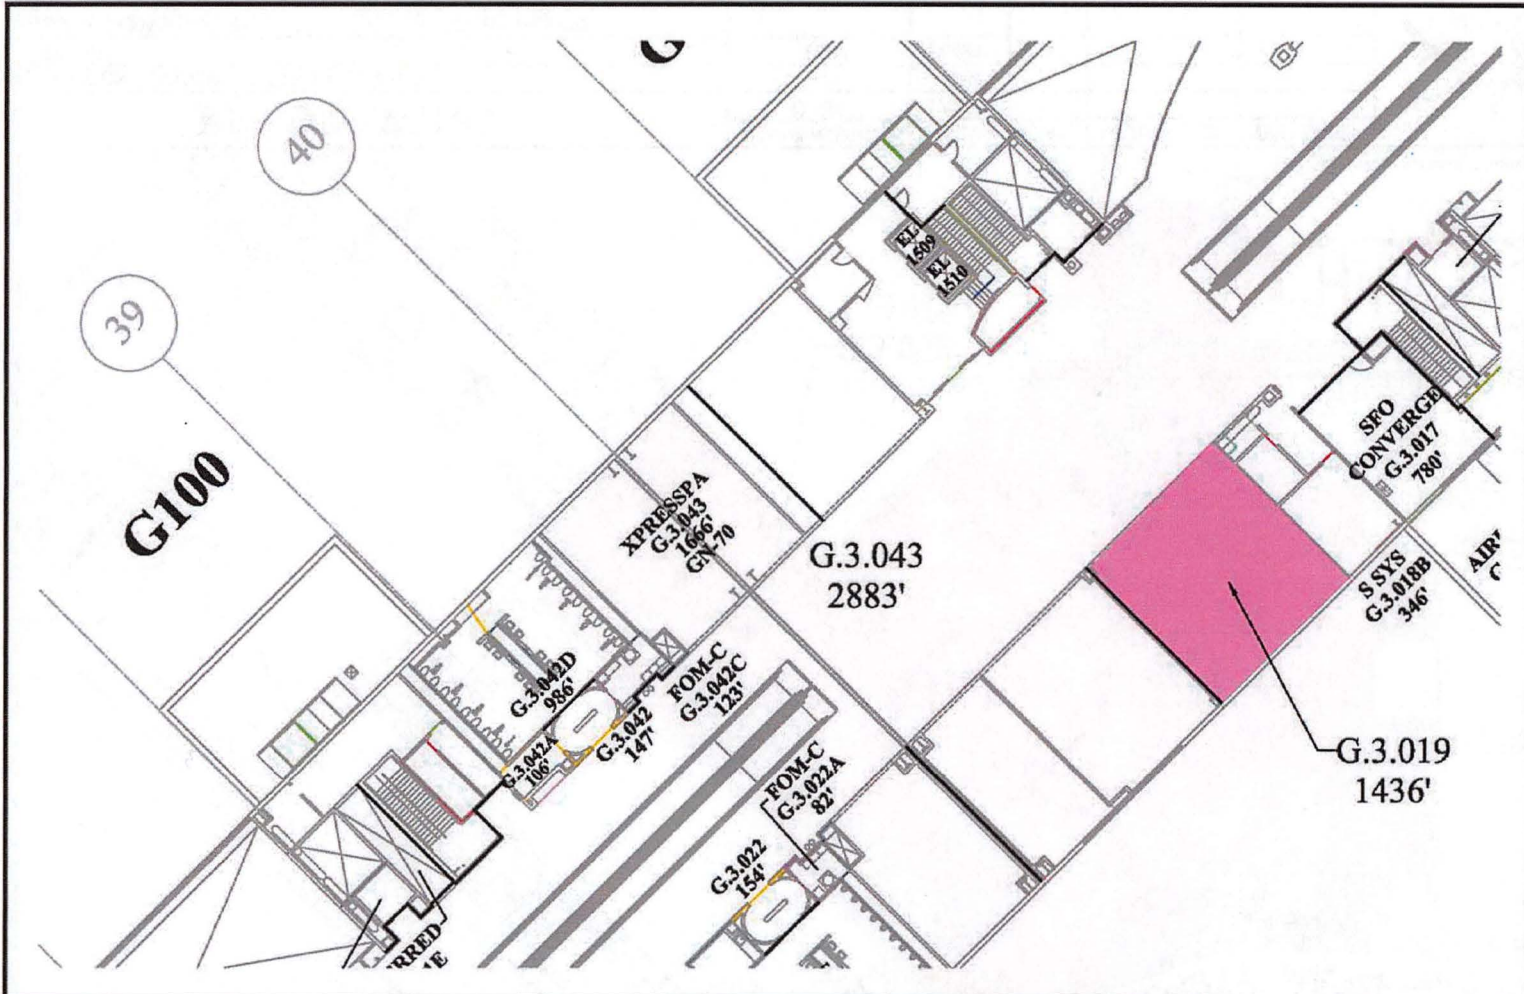 G
40
39
G100
EL
1509
EL
1510
XPRESSPA
G.3.043
1666'
GN-70
G.3.043
2883'
SFO
CONVERGE
G.3.017
780'
S SYS
G.3.018B
346'
G.3.019
1436'
G.3.042D
986'
FOM-C
G.3.042C
123'
G.3.042
147'
G.3.042A
106'
FOM-C
G.3.022A
82'
G.3.022
154'